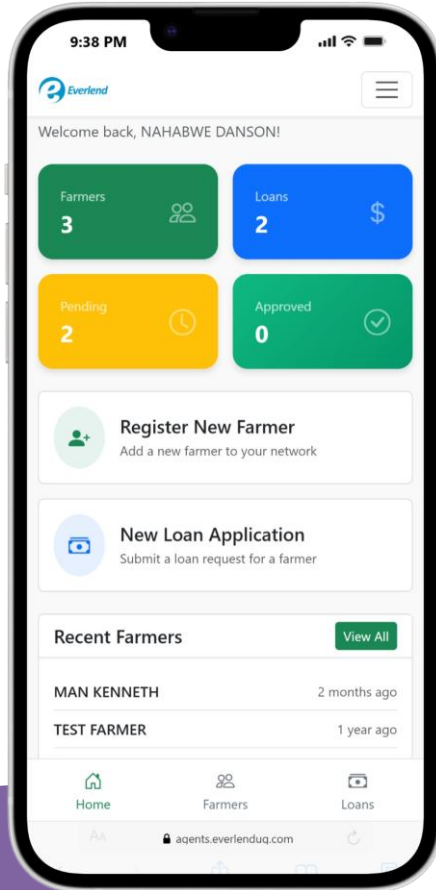 9:38 PM
Everlend
Welcome back, NAHABWE DANSON!
Farmers
3
Loans
2
$
Pending
2
Approved
0
Register New Farmer
Add a new farmer to your network
New Loan Application
Submit a loan request for a farmer
Recent Farmers
View All
MAN KENNETH
2 months ago
TEST FARMER
1 year ago
Home
Farmers
Loans
AA
agents.everlendug.com